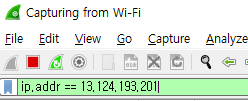 Capturing from Wi-Fi
File Edit View Go Capture Analyze
ip,addr == 13,124,193,201